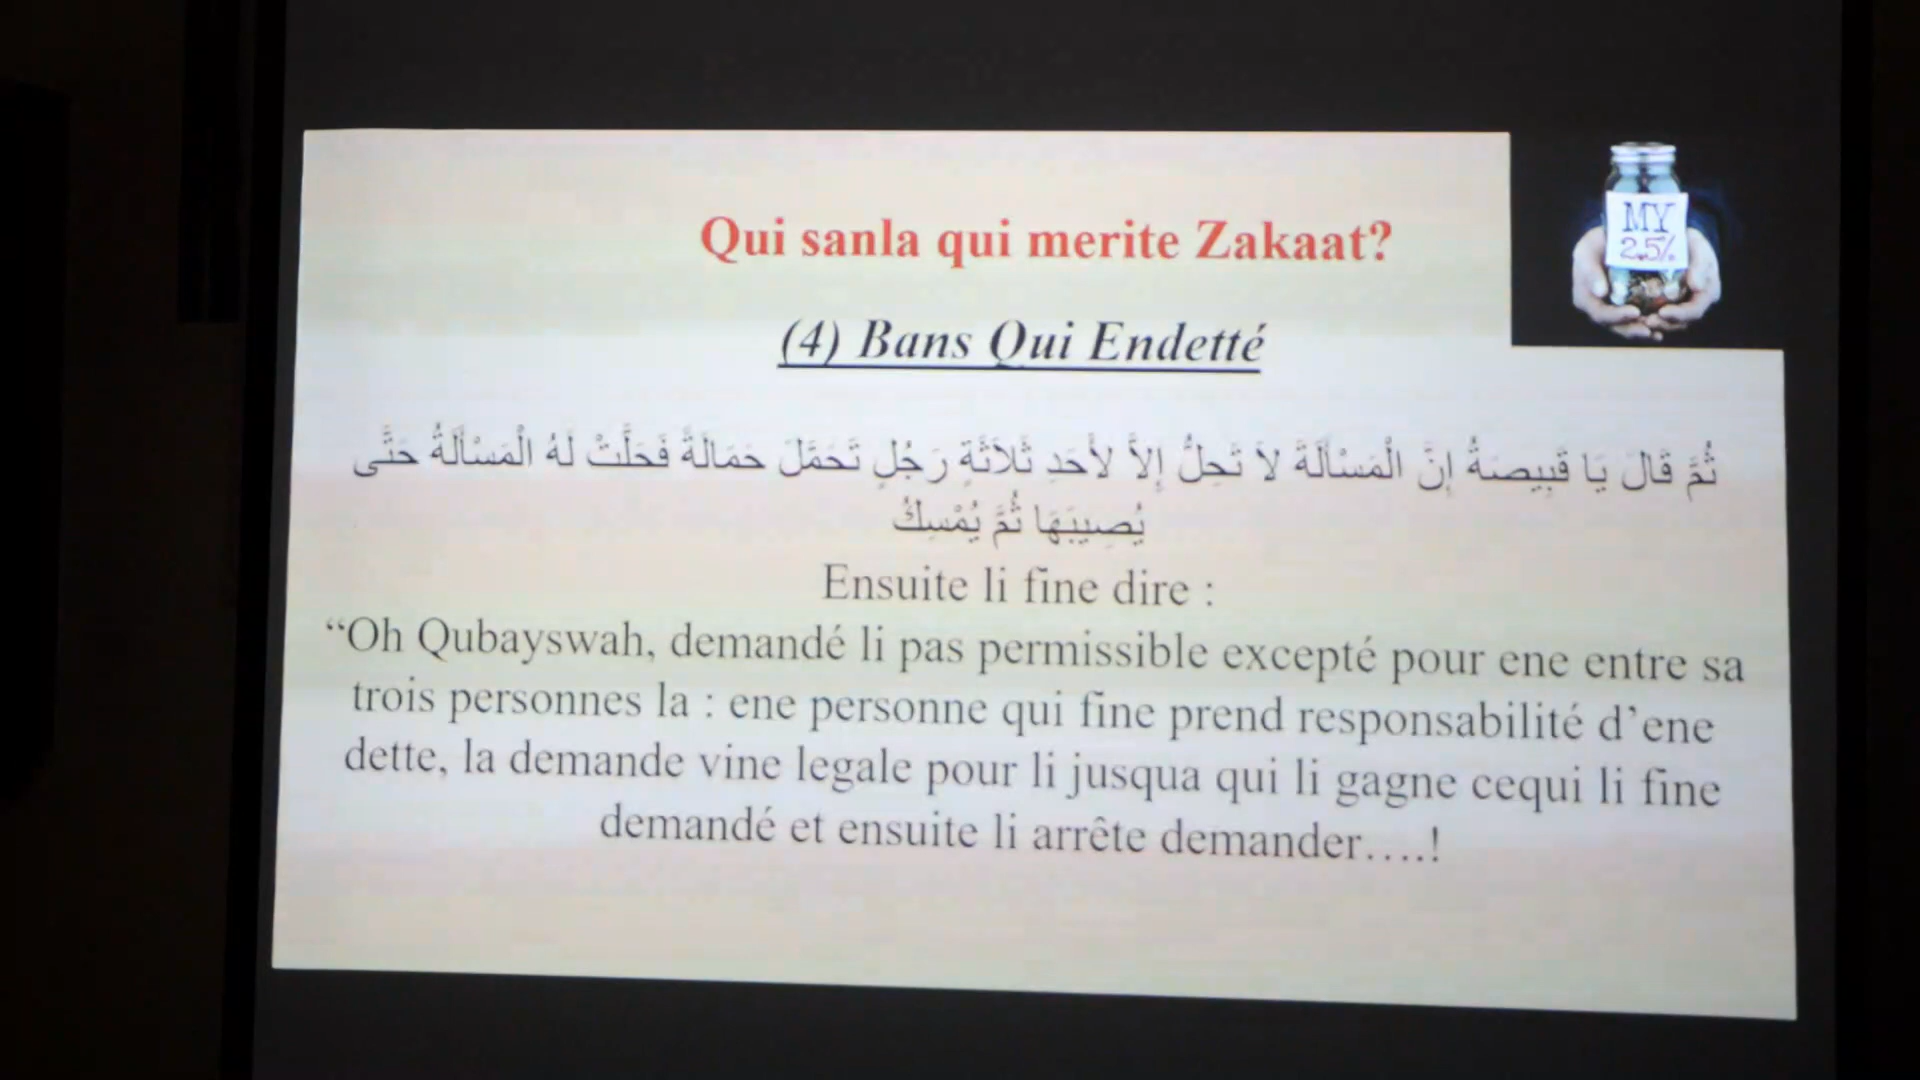 Qui sanla qui merite Zakaat?
MY
2.5%
(4) Bans Qui Endetté
ثُمَّ قَالَ يَا قَبِيصَةُ إِنَّ الْمَسْأَلَةَ لاَ تَحِلُّ إِلاَّ لأَحَدِ ثَلاَثَةٍ رَجُلٍ تَحَمَّلَ حَمَالَةً فَحَلَّتْ لَهُ الْمَسْأَلَةُ حَتَّى
يُصِيبَهَا ثُمَّ يُمْسِكُ
Ensuite li fine dire :
“Oh Qubayswah, demandé li pas permissible excepté pour ene entre sa
trois personnes la : ene personne qui fine prend responsabilité d’ene
dette, la demande vine legale pour li jusqua qui li gagne cequi li fine
demandé et ensuite li arrête demander….!